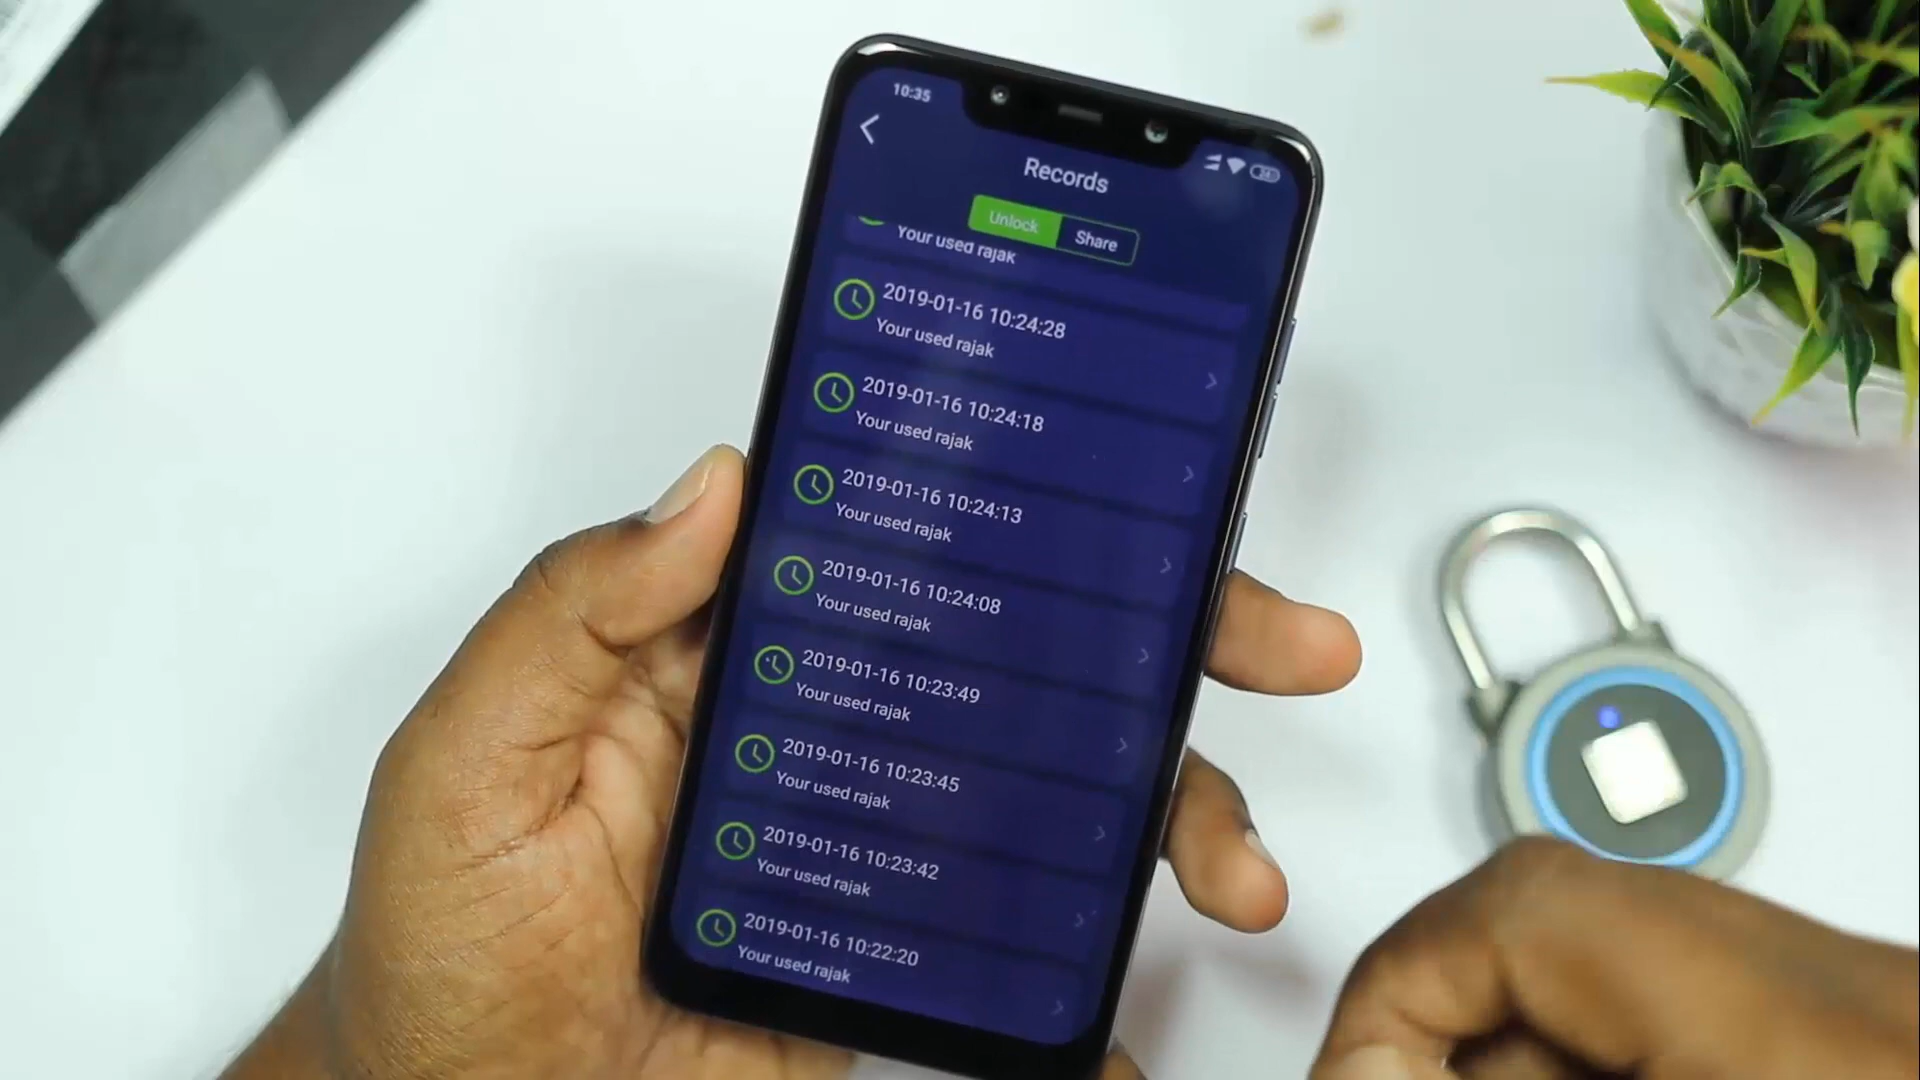 10:35
Records
Unlock
Share
Your used rajak
2019-01-16 10:24:28
Your used rajak
2019-01-16 10:24:18
Your used rajak
2019-01-16 10:24:13
Your used rajak
2019-01-16 10:24:08
Your used rajak
2019-01-16 10:23:49
Your used rajak
2019-01-16 10:23:45
Your used rajak
2019-01-16 10:23:42
Your used rajak
2019-01-16 10:22:20
Your used rajak